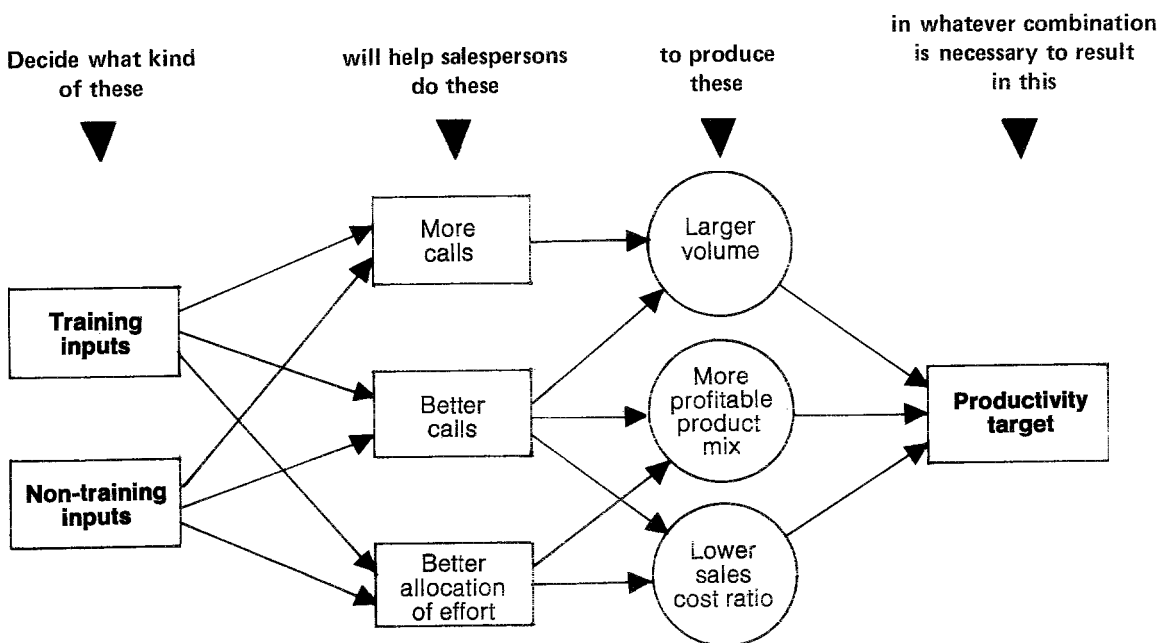 Decide what kind
of these
will help salespersons
do these
to produce
these
in whatever combination
is necessary to result
in this
Training
inputs
Non-training
inputs
More
calls
Better
calls
Better
allocation
of effort
Larger
volume
More
profitable
product
mix
Lower
sales
cost ratio
Productivity
target